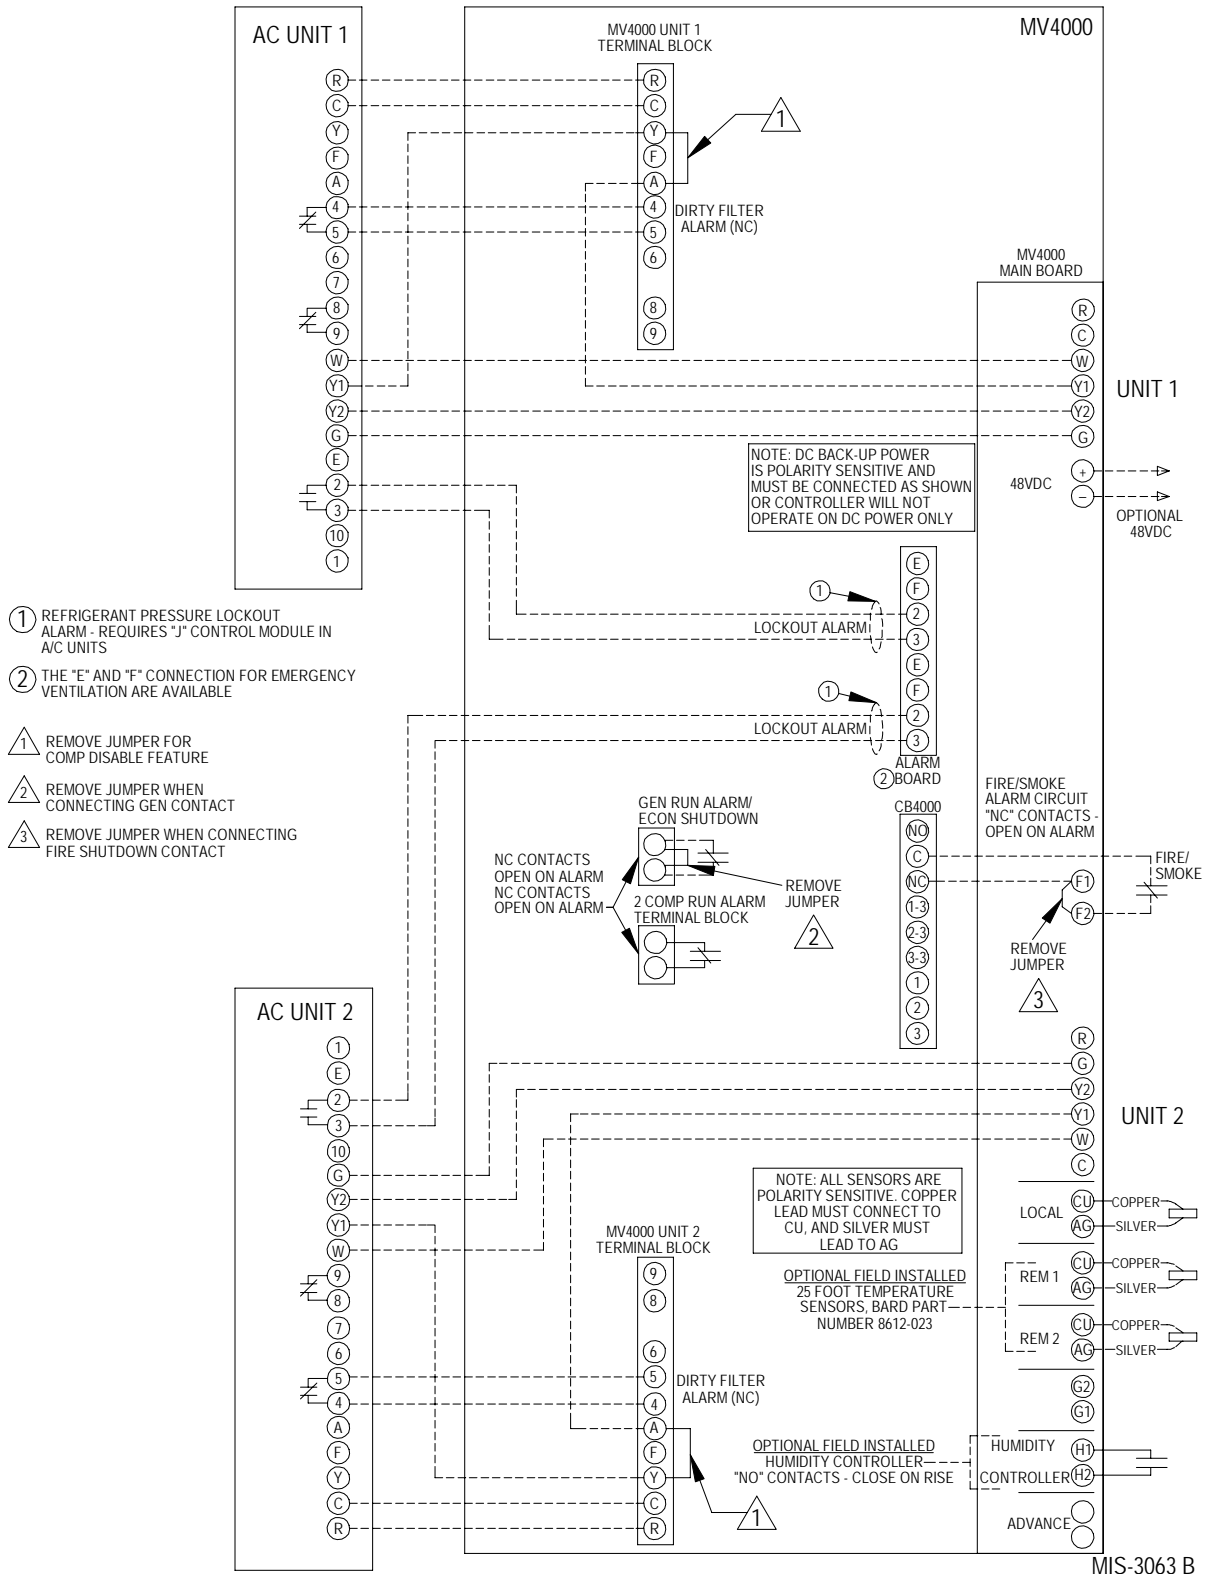 AC UNIT 1
R
C
Y
F
A
4
5
6
7
8
9
W
Y1
Y2
G
E
2
3
10
1
MV4000 UNIT 1
TERMINAL BLOCK
R
C
Y
F
A
4
5
6
8
9
1
DIRTY FILTER
ALARM (NC)
MV4000
MV4000
MAIN BOARD
R
C
W
Y1
Y2
G
UNIT 1
48VDC
+
−
OPTIONAL
48VDC
NOTE: DC BACK-UP POWER
IS POLARITY SENSITIVE AND
MUST BE CONNECTED AS SHOWN
OR CONTROLLER WILL NOT
OPERATE ON DC POWER ONLY
1 REFRIGERANT PRESSURE LOCKOUT
ALARM - REQUIRES "J" CONTROL MODULE IN
A/C UNITS
2 THE "E" AND "F" CONNECTION FOR EMERGENCY
VENTILATION ARE AVAILABLE
1 REMOVE JUMPER FOR
COMP DISABLE FEATURE
2 REMOVE JUMPER WHEN
CONNECTING GEN CONTACT
3 REMOVE JUMPER WHEN CONNECTING
FIRE SHUTDOWN CONTACT
1
LOCKOUT ALARM
1
LOCKOUT ALARM
E
F
2
3
E
F
2
3
ALARM
2 BOARD
CB4000
NO
C
NC
1-3
2-3
3-3
1
2
3
GEN RUN ALARM/
ECON SHUTDOWN
NC CONTACTS
OPEN ON ALARM
NC CONTACTS
OPEN ON ALARM
2 COMP RUN ALARM
TERMINAL BLOCK
REMOVE
JUMPER
2
FIRE/SMOKE
ALARM CIRCUIT
"NC" CONTACTS -
OPEN ON ALARM
F1
F2
FIRE/
SMOKE
REMOVE
JUMPER
3
AC UNIT 2
1
E
2
3
10
G
Y2
Y1
W
9
8
7
6
5
4
A
F
Y
C
R
MV4000 UNIT 2
TERMINAL BLOCK
9
8
6
5
4
A
F
Y
C
R
DIRTY FILTER
ALARM (NC)
1
R
G
Y2
Y1
W
C
UNIT 2
NOTE: ALL SENSORS ARE
POLARITY SENSITIVE. COPPER
LEAD MUST CONNECT TO
CU, AND SILVER MUST
LEAD TO AG
LOCAL
CU COPPER
AG SILVER
OPTIONAL FIELD INSTALLED
25 FOOT TEMPERATURE
SENSORS, BARD PART
NUMBER 8612-023
REM 1
CU COPPER
AG SILVER
REM 2
CU COPPER
AG SILVER
G2
G1
OPTIONAL FIELD INSTALLED
HUMIDITY CONTROLLER
"NO" CONTACTS - CLOSE ON RISE
HUMIDITY H1
CONTROLLER H2
ADVANCE
MIS-3063 B